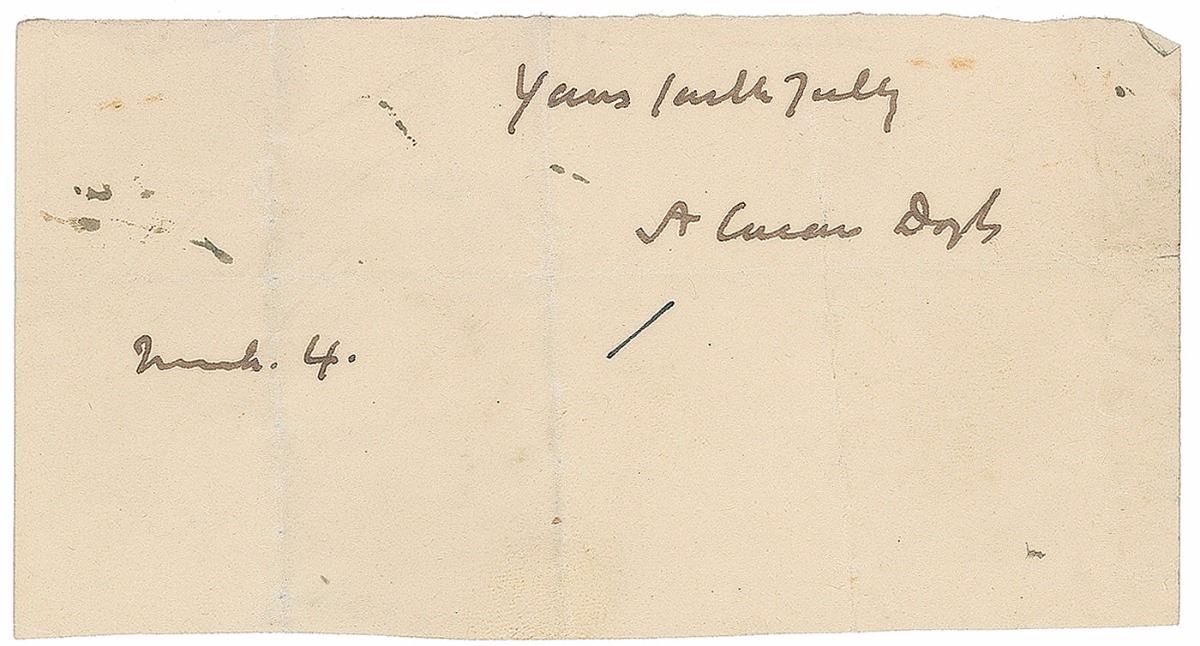 Yours faithfully
A Conan Doyle
March. 4.